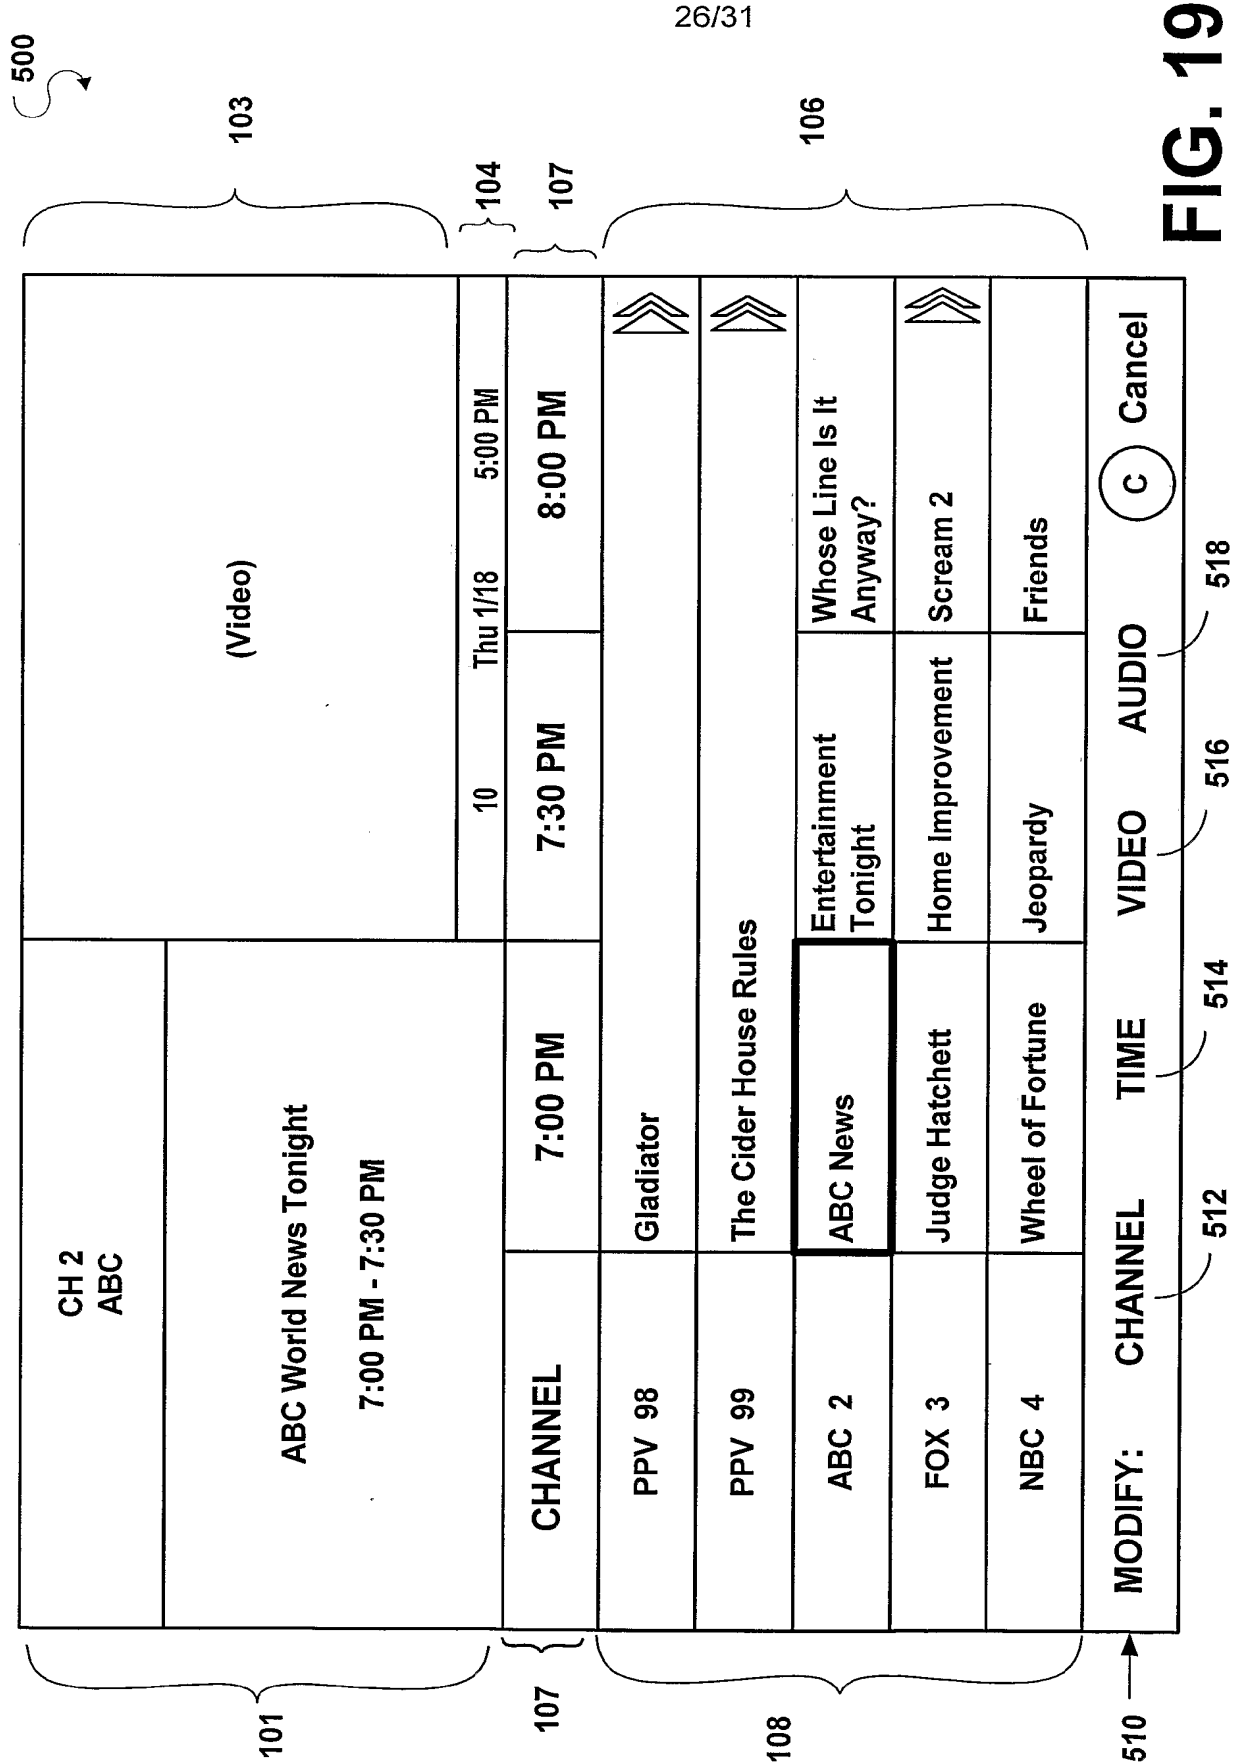 26/31
500
103
104
107
106
101
107
108
CH 2
ABC
ABC World News Tonight
7:00 PM - 7:30 PM
(Video)
10 Thu 1/18 5:00 PM
CHANNEL 7:00 PM 7:30 PM 8:00 PM
PPV 98 Gladiator
PPV 99 The Cider House Rules
ABC 2 ABC News Entertainment Tonight Whose Line Is It Anyway?
FOX 3 Judge Hatchett Home Improvement Scream 2
NBC 4 Wheel of Fortune Jeopardy Friends
510
MODIFY: CHANNEL TIME VIDEO AUDIO C Cancel
512 514 516 518
FIG. 19